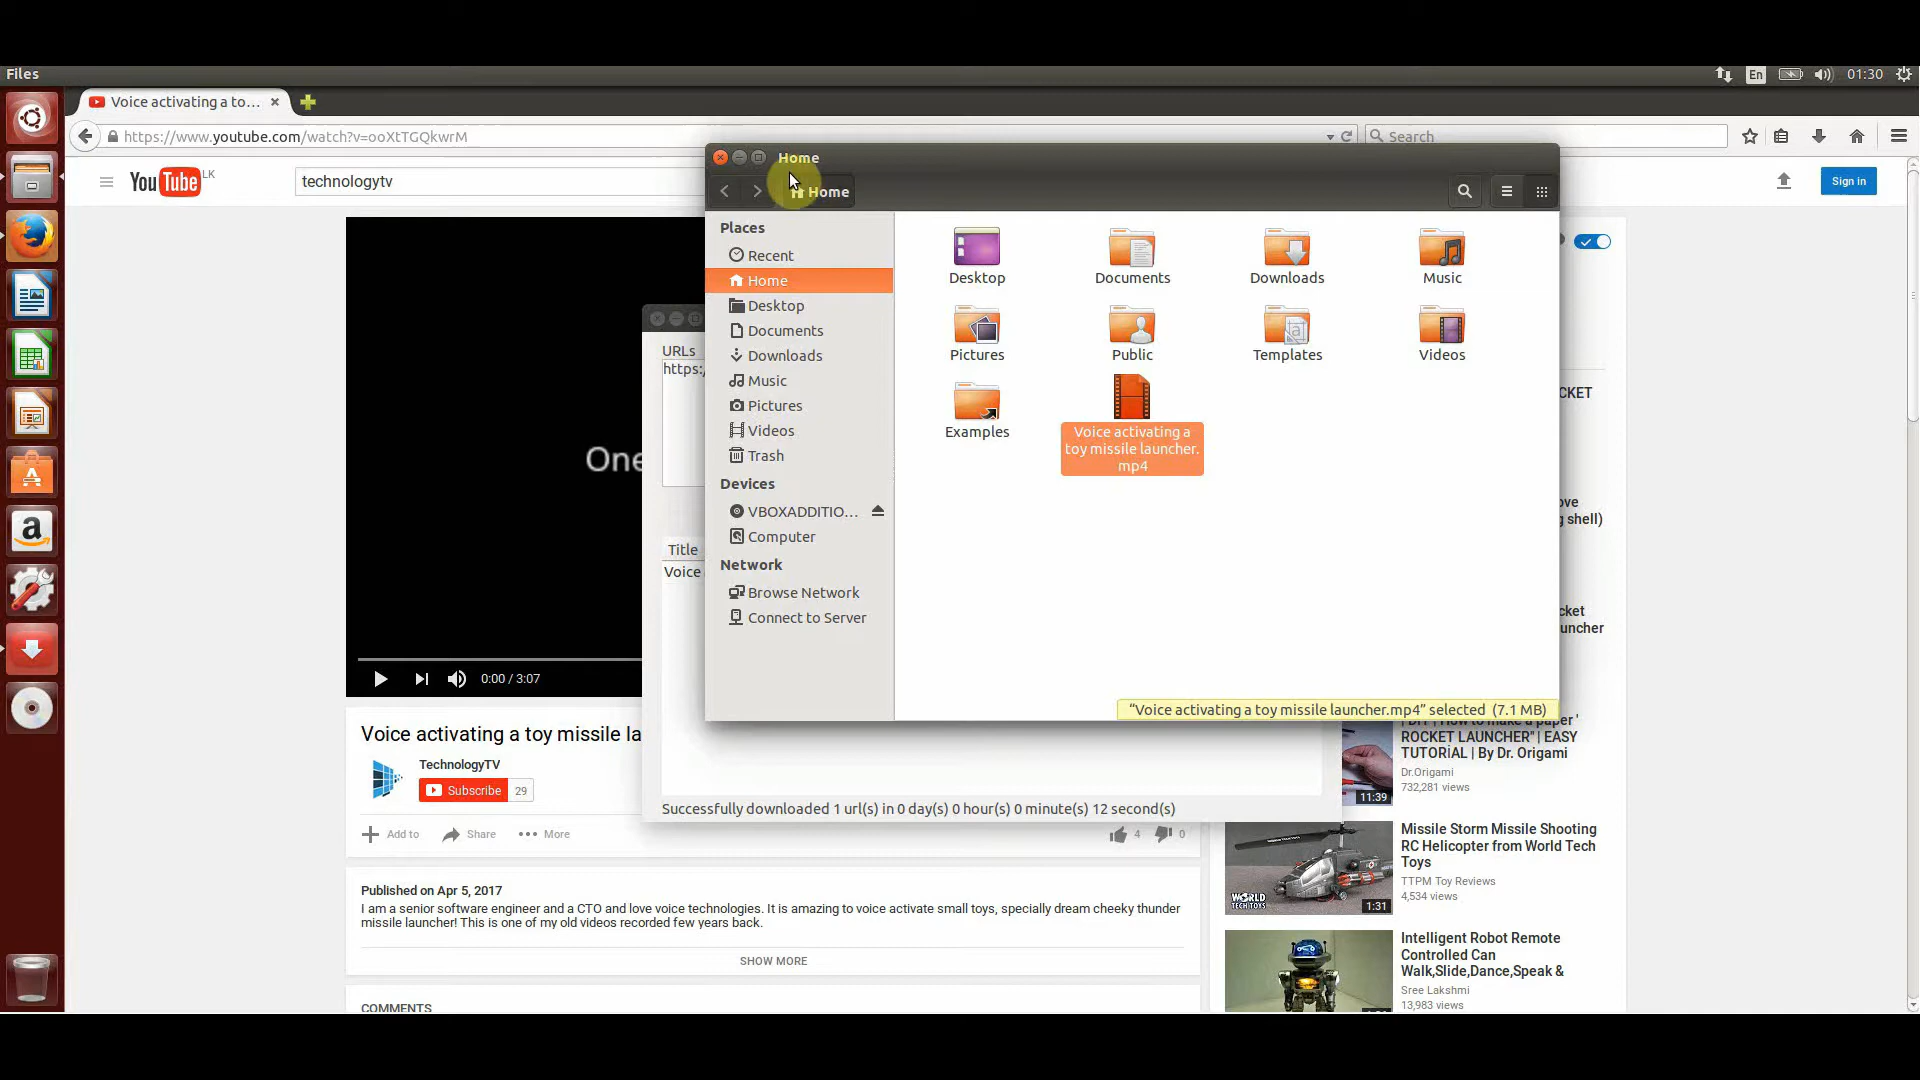 Files
En
01:30
Voice activating a to...
https://www.youtube.com/watch?v=ooXtTGQkwrM
Search
YouTube LK
technologytv
Sign in
Home
Home
Places
Recent
Home
Desktop
Documents
Downloads
Music
Pictures
Videos
Trash
Devices
VBOXADDITIO...
Computer
Network
Browse Network
Connect to Server
Desktop
Documents
Downloads
Music
Pictures
Public
Templates
Videos
Examples
Voice activating a
toy missile launcher.
mp4
"Voice activating a toy missile launcher.mp4" selected (7.1 MB)
URLs
https:/
Title
Voice
Successfully downloaded 1 url(s) in 0 day(s) 0 hour(s) 0 minute(s) 12 second(s)
One
0:00 / 3:07
Voice activating a toy missile la
TechnologyTV
Subscribe
29
Add to
Share
More
4
0
Published on Apr 5, 2017
I am a senior software engineer and a CTO and love voice technologies. It is amazing to voice activate small toys, specially dream cheeky thunder
missile launcher! This is one of my old videos recorded few years back.
SHOW MORE
COMMENTS
CKET
ove
g shell)
cket
uncher
ROCKET LAUNCHER" | EASY
TUTORiAL | By Dr. Origami
Dr.Origami
732,281 views
11:39
Missile Storm Missile Shooting
RC Helicopter from World Tech
Toys
TTPM Toy Reviews
4,534 views
WORLD
TECH TOYS
1:31
Intelligent Robot Remote
Controlled Can
Walk,Slide,Dance,Speak &
Sree Lakshmi
13,983 views